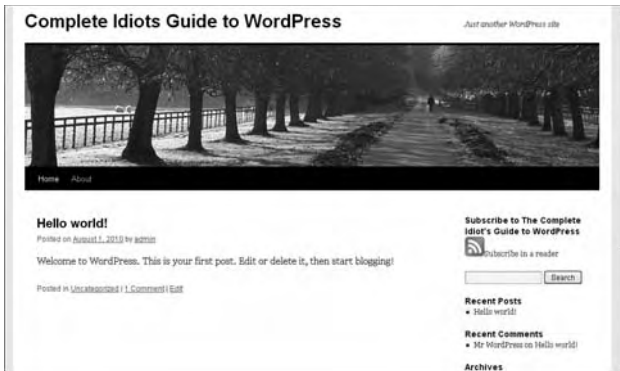 Complete Idiots Guide to WordPress
Just another WordPress site
Home About
Hello world!
Posted on August 1, 2010 by admin
Welcome to WordPress. This is your first post. Edit or delete it, then start blogging!
Posted in Uncategorized | 1 Comment | Edit
Subscribe to The Complete
Idiot's Guide to WordPress
Subscribe in a reader
Search
Recent Posts
Hello world!
Recent Comments
Mr WordPress on Hello world!
Archives